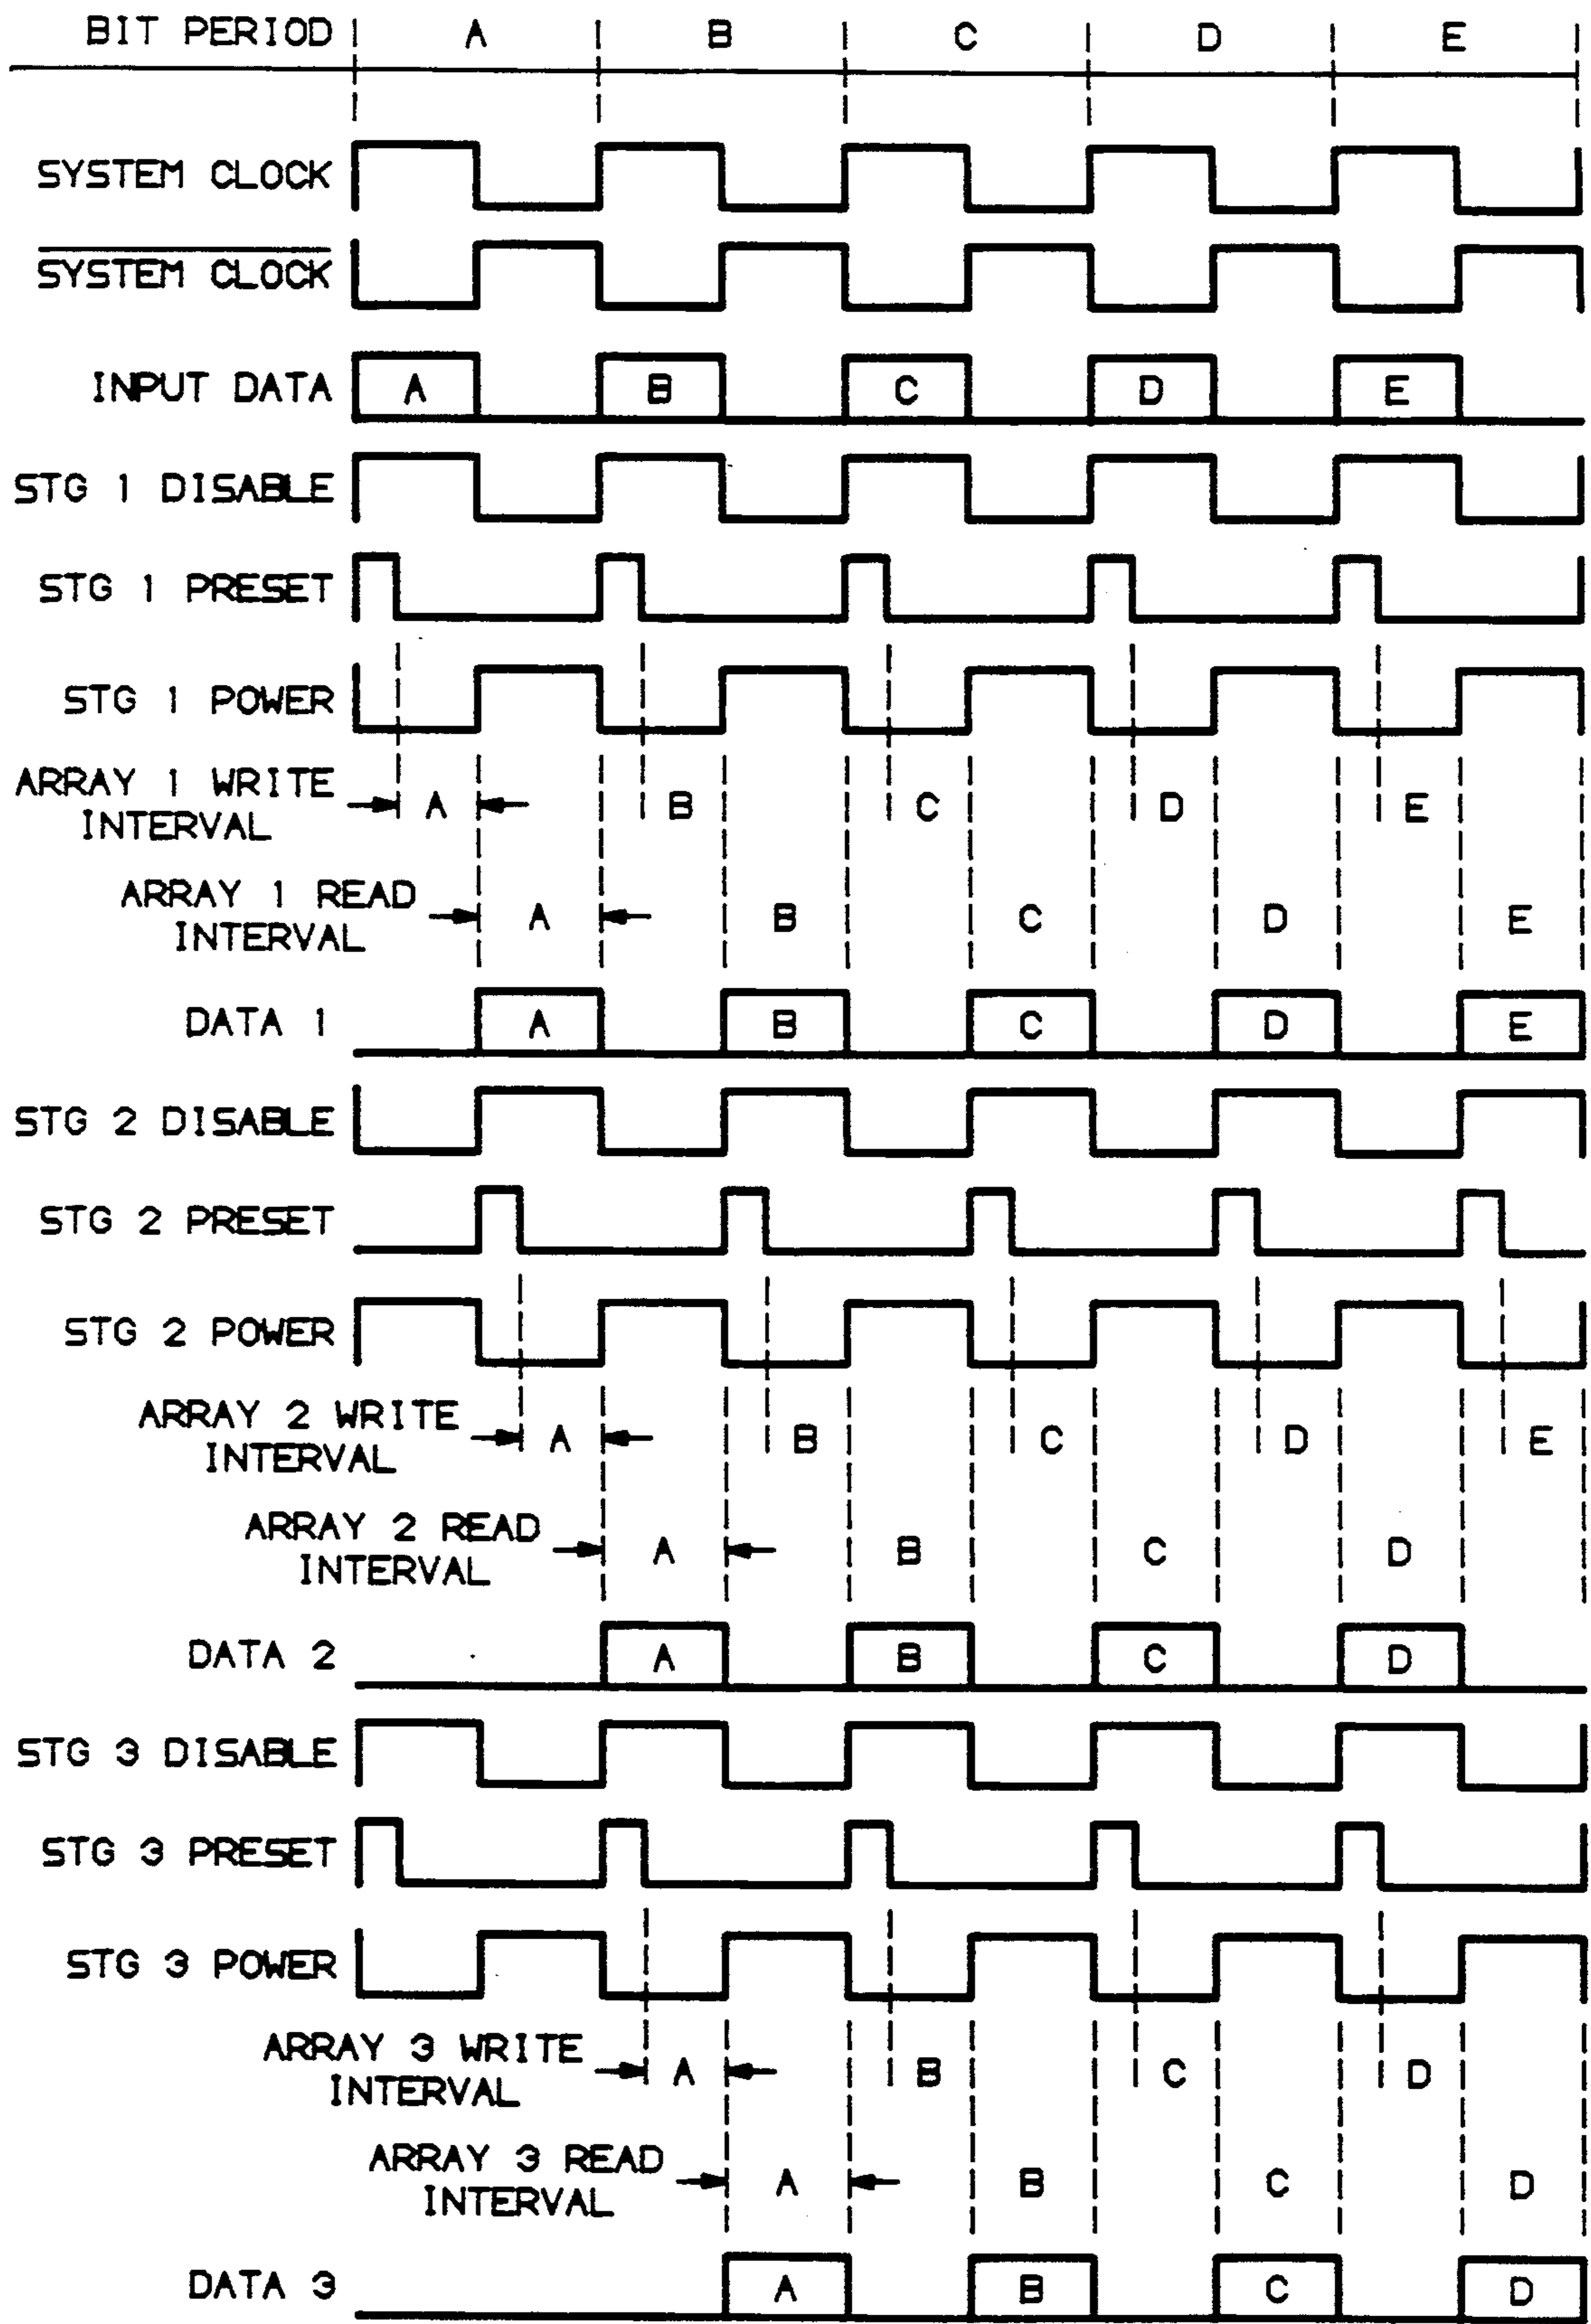 BIT PERIOD A B C D E
SYSTEM CLOCK
SYSTEM CLOCK
INPUT DATA A B C D E
STG 1 DISABLE
STG 1 PRESET
STG 1 POWER
ARRAY 1 WRITE
INTERVAL A B C D E
ARRAY 1 READ
INTERVAL A B C D E
DATA 1 A B C D E
STG 2 DISABLE
STG 2 PRESET
STG 2 POWER
ARRAY 2 WRITE
INTERVAL A B C D E
ARRAY 2 READ
INTERVAL A B C D
DATA 2 A B C D
STG 3 DISABLE
STG 3 PRESET
STG 3 POWER
ARRAY 3 WRITE
INTERVAL A B C D
ARRAY 3 READ
INTERVAL A B C D
DATA 3 A B C D